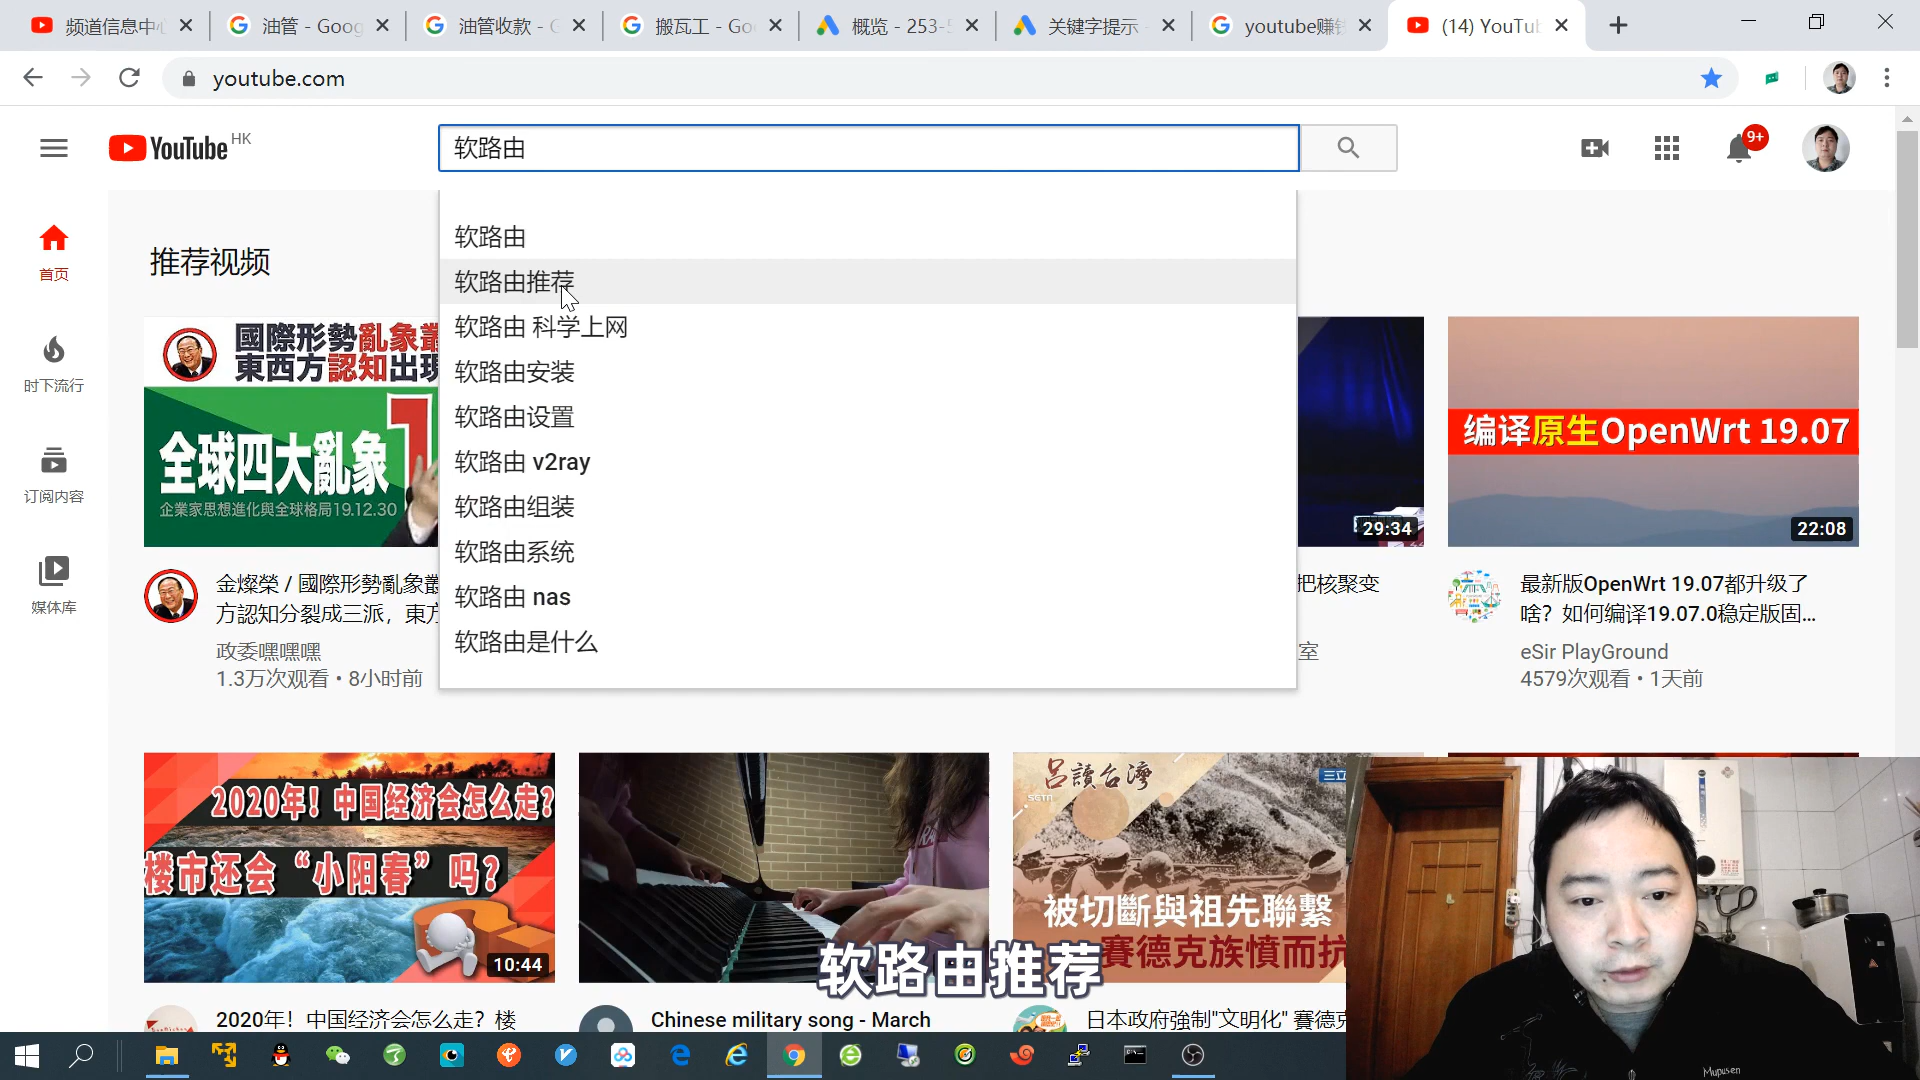 频道信息中心
油管 - Goog
油管收款 - G
搬瓦工 - Go
概览 - 253-5
关键字提示 -
youtube赚钱
(14) YouTub
youtube.com
YouTube HK
软路由
9+
软路由
软路由推荐
软路由 科学上网
软路由安装
软路由设置
软路由 v2ray
软路由组装
软路由系统
软路由 nas
软路由是什么
首页
时下流行
订阅内容
媒体库
推荐视频
國際形勢亂象叢
東西方認知出現
全球四大亂象
企業家思想進化與全球格局19.12.30
1
金燦榮 / 國際形勢亂象叢
方認知分裂成三派，東方
政委嘿嘿嘿
1.3万次观看 • 8小时前
29:34
把核聚变
室
编译原生OpenWrt 19.07
22:08
最新版OpenWrt 19.07都升级了
啥？如何编译19.07.0稳定版固...
eSir PlayGround
4579次观看 • 1天前
2020年！中国经济会怎么走?
楼市还会“小阳春”吗?
10:44
2020年！中国经济会怎么走？楼
Chinese military song - March
呂讀台灣
SETN
三立
被切斷與祖先聯繫
賽德克族憤而抗
日本政府強制"文明化" 賽德克
软路由推荐
Mupusen